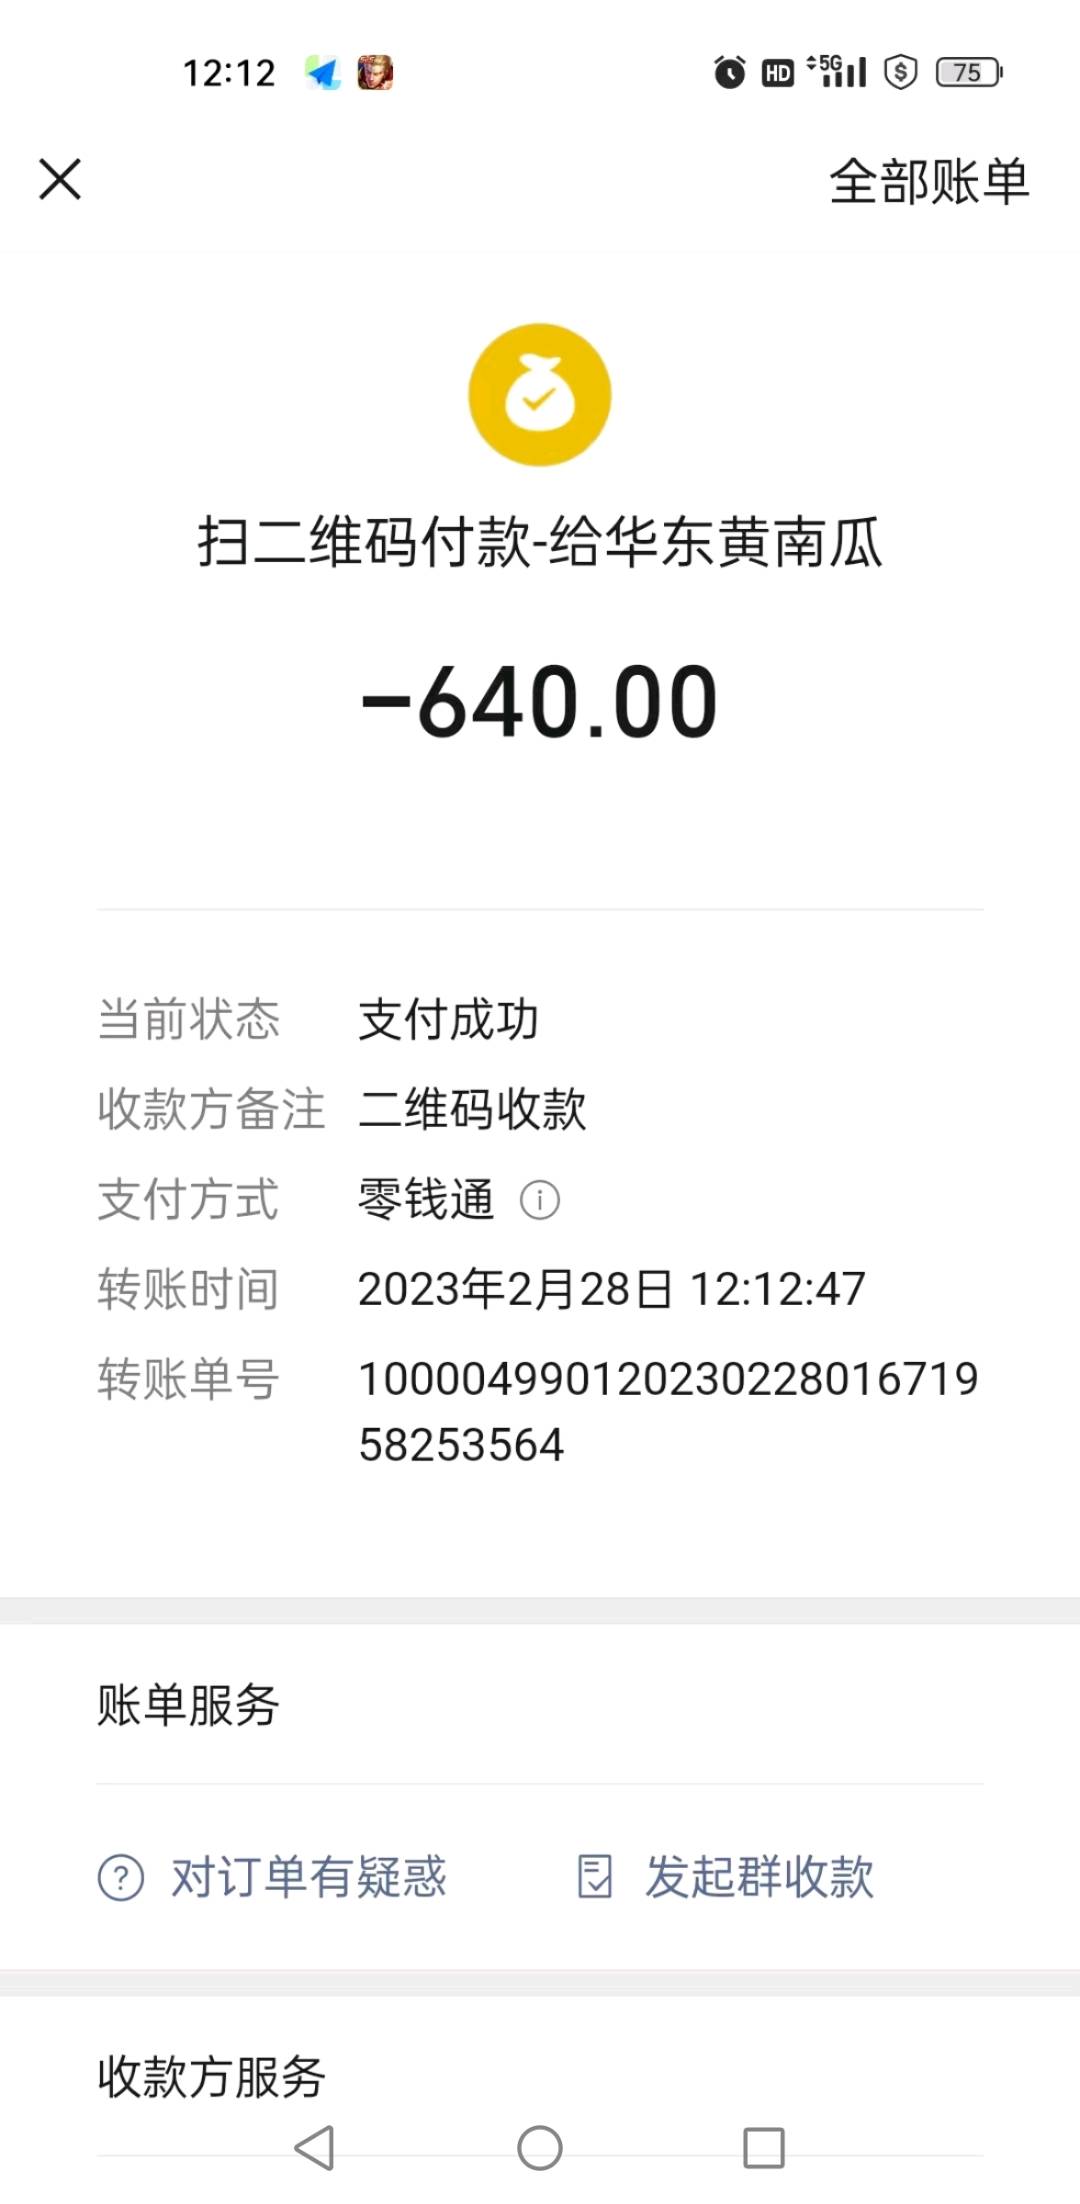 12:12 HD 5G 75
全部账单
扫二维码付款-给华东黄南瓜
-640.00
当前状态 支付成功
收款方备注 二维码收款
支付方式 零钱通
转账时间 2023年2月28日 12:12:47
转账单号 100004990120230228016719
58253564
账单服务
对订单有疑惑 发起群收款
收款方服务